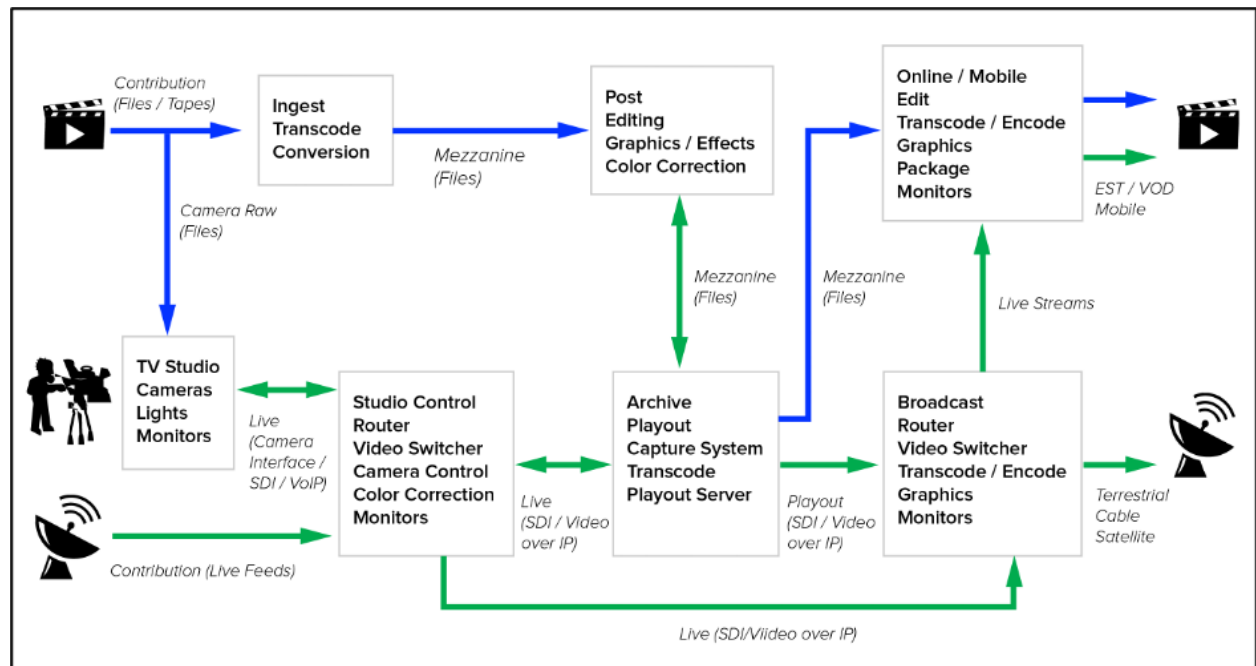 Contribution
(Files / Tapes)
Ingest
Transcode
Conversion
Mezzanine
(Files)
Post
Editing
Graphics / Effects
Color Correction
Online / Mobile
Edit
Transcode / Encode
Graphics
Package
Monitors
EST / VOD
Mobile
Camera Raw
(Files)
Mezzanine
(Files)
Mezzanine
(Files)
Live Streams
TV Studio
Cameras
Lights
Monitors
Live
(Camera
Interface /
SDI / VoIP)
Studio Control
Router
Video Switcher
Camera Control
Color Correction
Monitors
Live
(SDI / Video
over IP)
Archive
Playout
Capture System
Transcode
Playout Server
Playout
(SDI / Video
over IP)
Broadcast
Router
Video Switcher
Transcode / Encode
Graphics
Monitors
Terrestrial
Cable
Satellite
Contribution (Live Feeds)
Live (SDI/Viideo over IP)